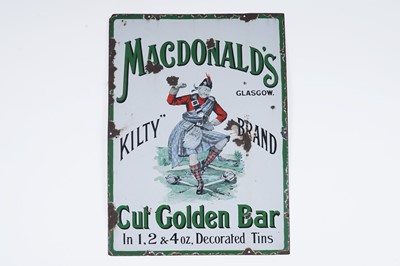 MACDONALD'S
GLASGOW.
KILTY" BRAND
Cut Golden Bar
In 1, 2 & 4 oz. Decorated Tins